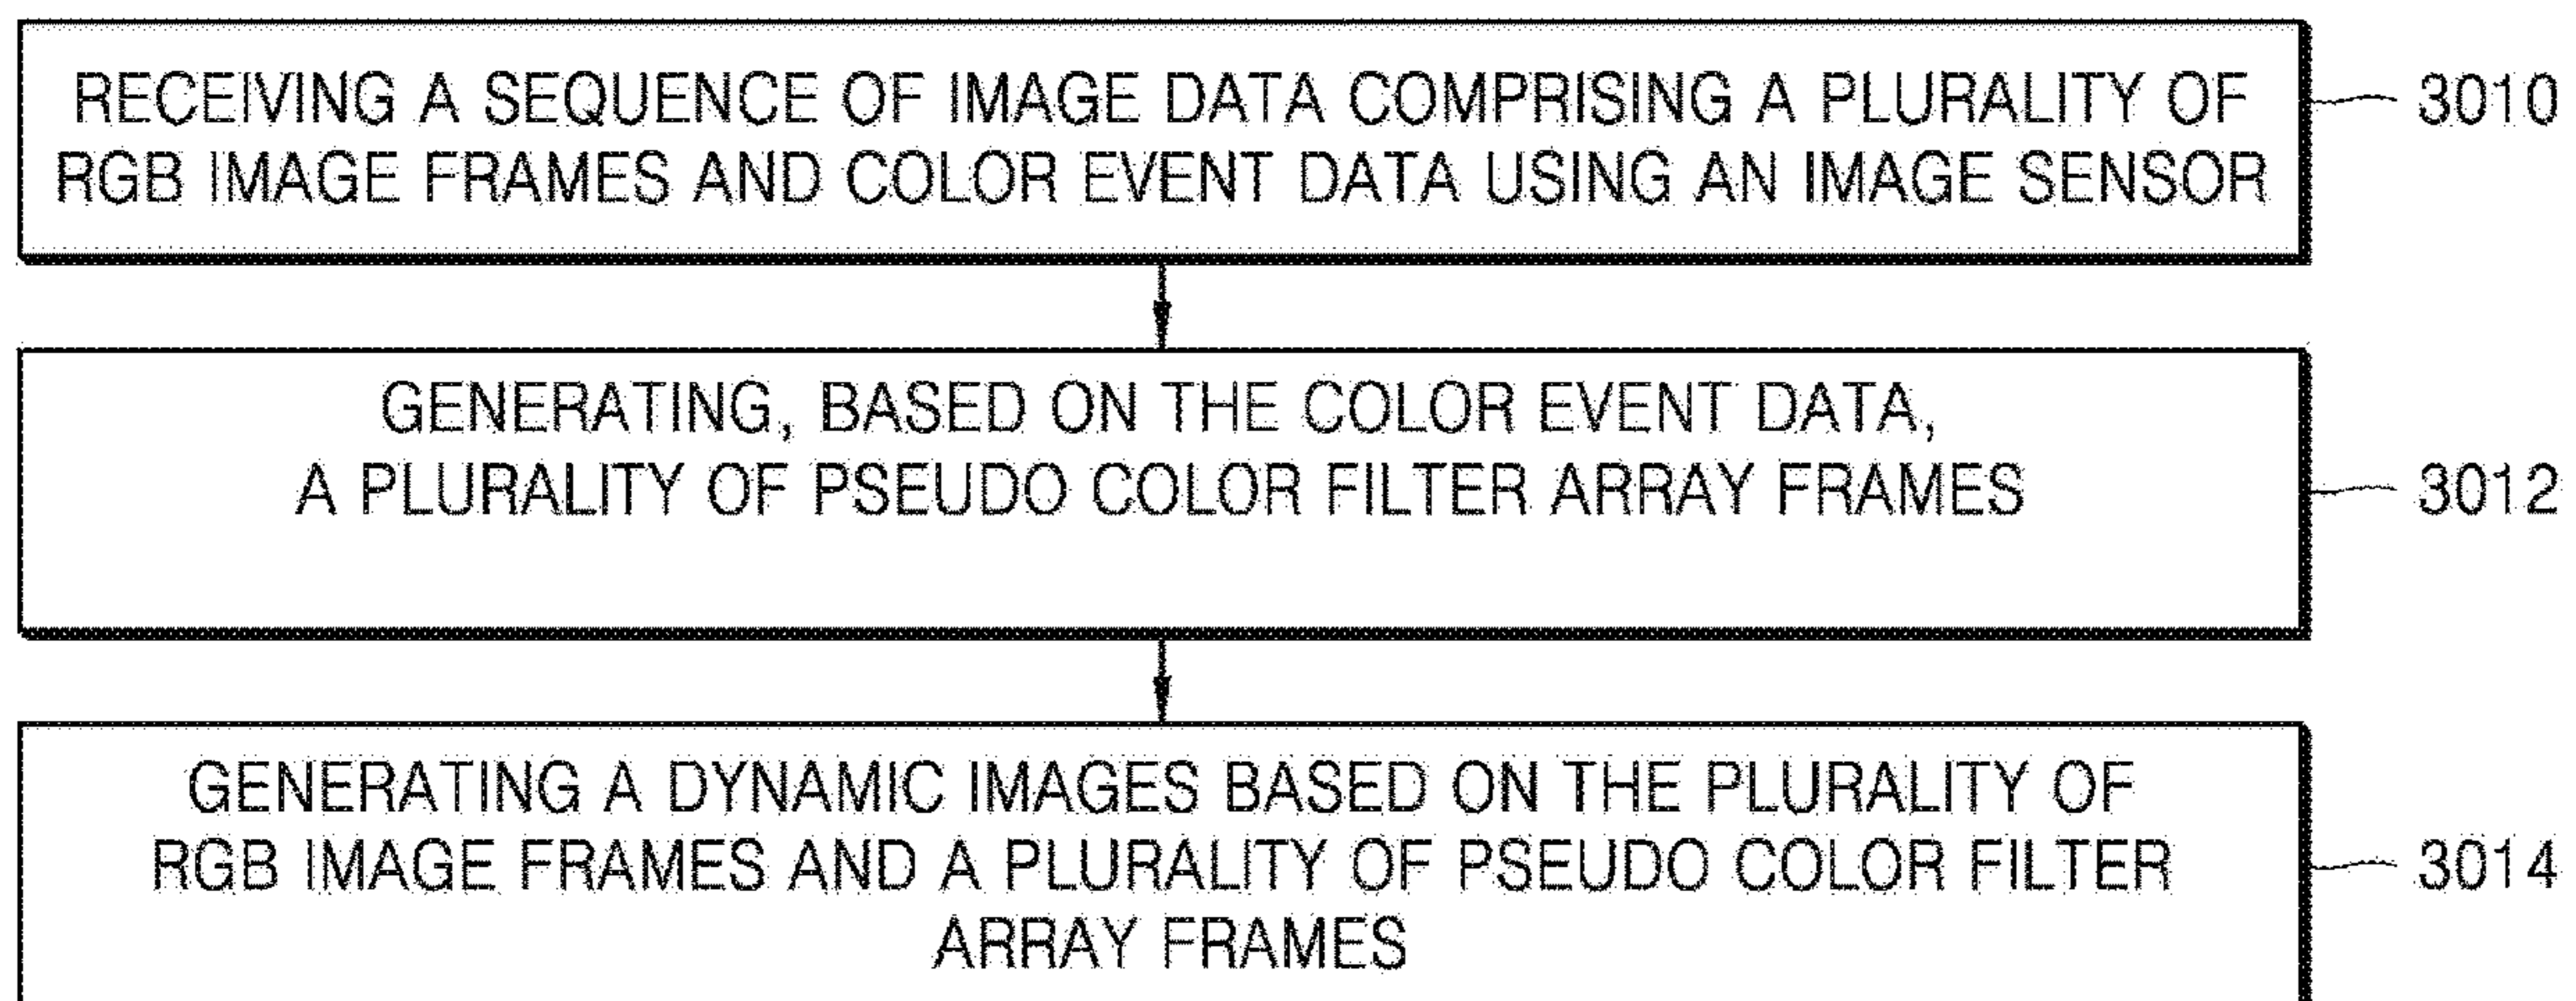 RECEIVING A SEQUENCE OF IMAGE DATA COMPRISING A PLURALITY OF
RGB IMAGE FRAMES AND COLOR EVENT DATA USING AN IMAGE SENSOR
3010
GENERATING, BASED ON THE COLOR EVENT DATA,
A PLURALITY OF PSEUDO COLOR FILTER ARRAY FRAMES
3012
GENERATING A DYNAMIC IMAGES BASED ON THE PLURALITY OF
RGB IMAGE FRAMES AND A PLURALITY OF PSEUDO COLOR FILTER
ARRAY FRAMES
3014